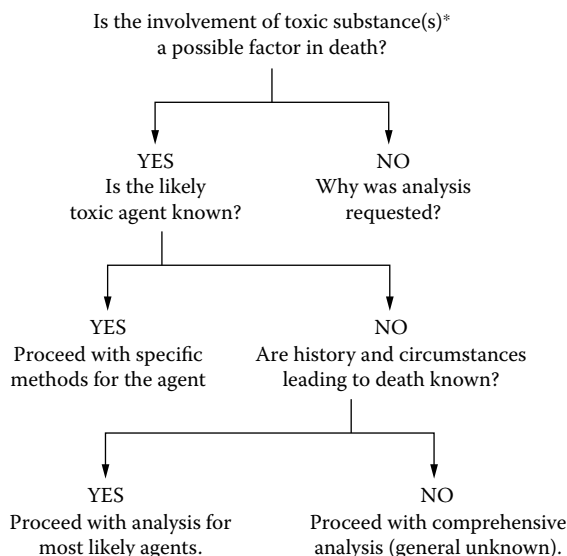 Is the involvement of toxic substance(s)*
a possible factor in death?
YES
Is the likely
toxic agent known?
NO
Why was analysis
requested?
YES
Proceed with specific
methods for the agent
NO
Are history and circumstances
leading to death known?
YES
Proceed with analysis for
most likely agents.
NO
Proceed with comprehensive
analysis (general unknown).